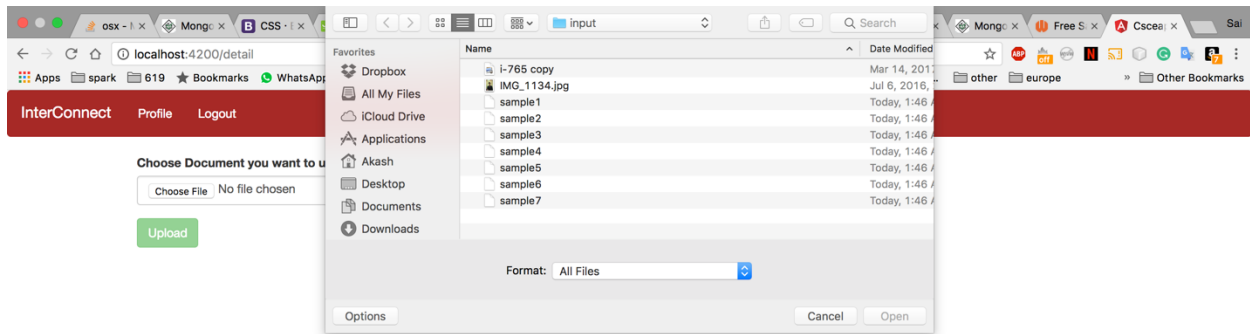 osx - Mongo CSS - input Search Mongo Free Cscea Sai
localhost:4200/detail
Apps spark 619 Bookmarks WhatsApp other europe » Other Bookmarks
InterConnect Profile Logout
Choose Document you want to u
Choose File No file chosen
Upload
Favorites
Dropbox
All My Files
iCloud Drive
Applications
Akash
Desktop
Documents
Downloads
Name Date Modified
i-765 copy Mar 14, 201
IMG_1134.jpg Jul 6, 2016,
sample1 Today, 1:46
sample2 Today, 1:46
sample3 Today, 1:46
sample4 Today, 1:46
sample5 Today, 1:46
sample6 Today, 1:46
sample7 Today, 1:46
Format: All Files
Options Cancel Open